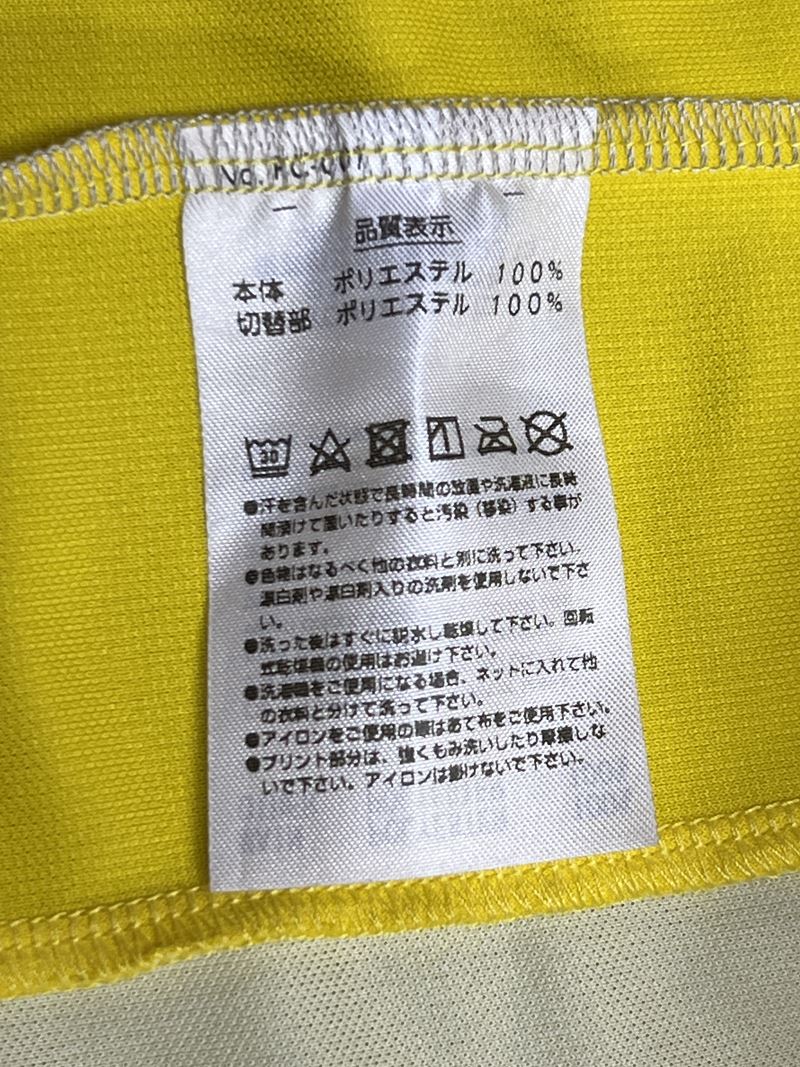 品質表示
本体 ポリエステル 100%
切替部 ポリエステル 100%
30
●汗を含んだ状態で長時間の放置や洗濯液に長時
間漬けて置いたりすると汚染(移染)する事が
あります。
●色物はなるべく他の衣料と別に洗って下さい。
漂白剤や漂白剤入りの洗剤を使用しないで下さ
い。
●洗った後はすぐに脱水し乾燥して下さい。回転
式乾燥機の使用はお避け下さい。
●洗濯機をご使用になる場合、ネットに入れて他
の衣料と分けて洗って下さい。
●アイロンをご使用の際はあて布をご使用下さい。
●プリント部分は、強くもみ洗いしたり摩擦しな
いで下さい。アイロンは掛けないで下さい。